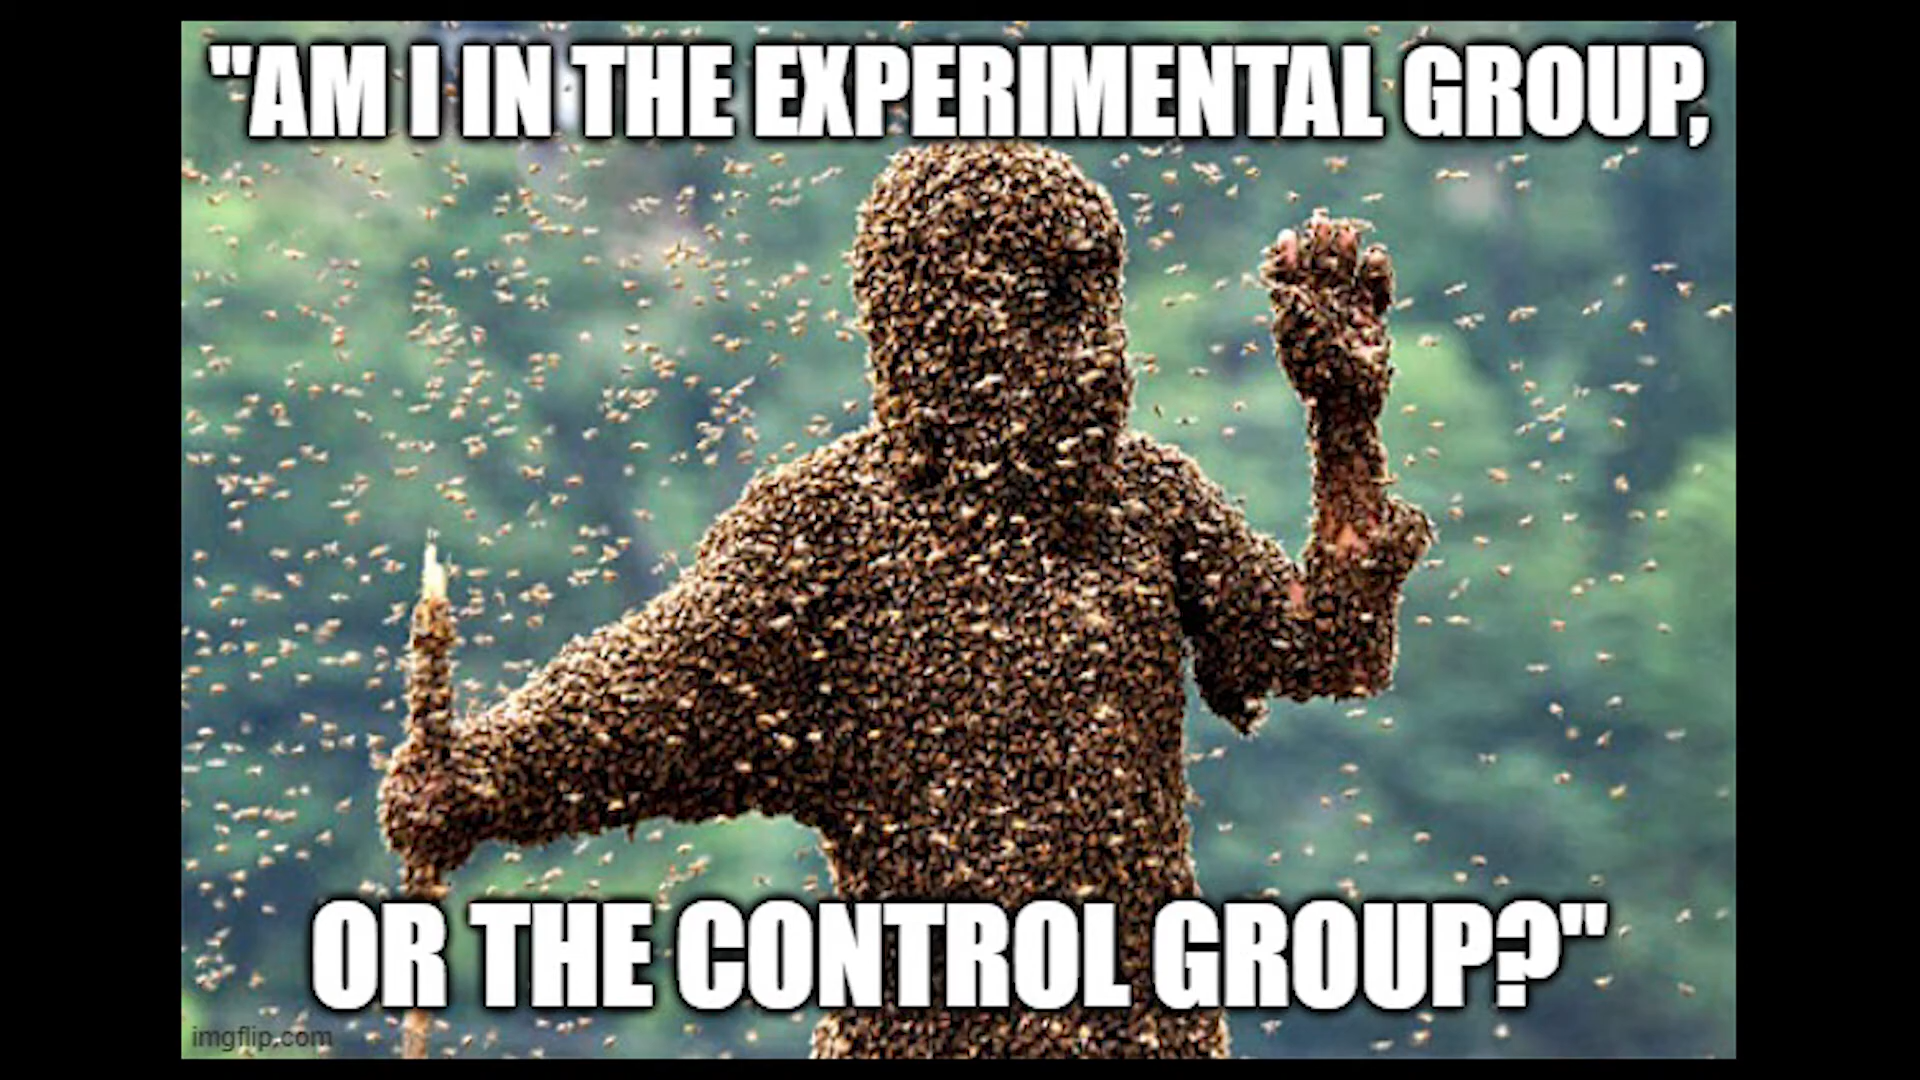 "AM I IN THE EXPERIMENTAL GROUP,
OR THE CONTROL GROUP?"
imgflip.com